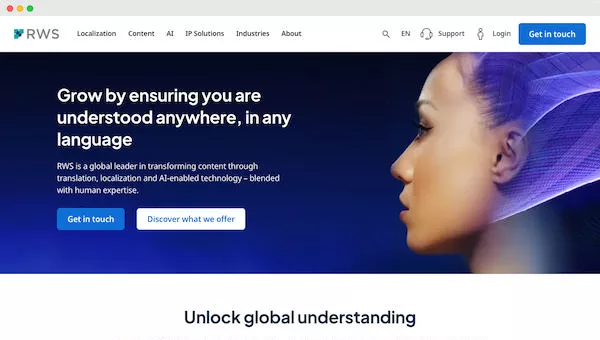 RWS
Localization Content AI IP Solutions Industries About EN Support Login Get in touch
Grow by ensuring you are
understood anywhere, in any
language
RWS is a global leader in transforming content through
translation, localization and AI-enabled technology – blended
with human expertise.
Get in touch Discover what we offer
Unlock global understanding